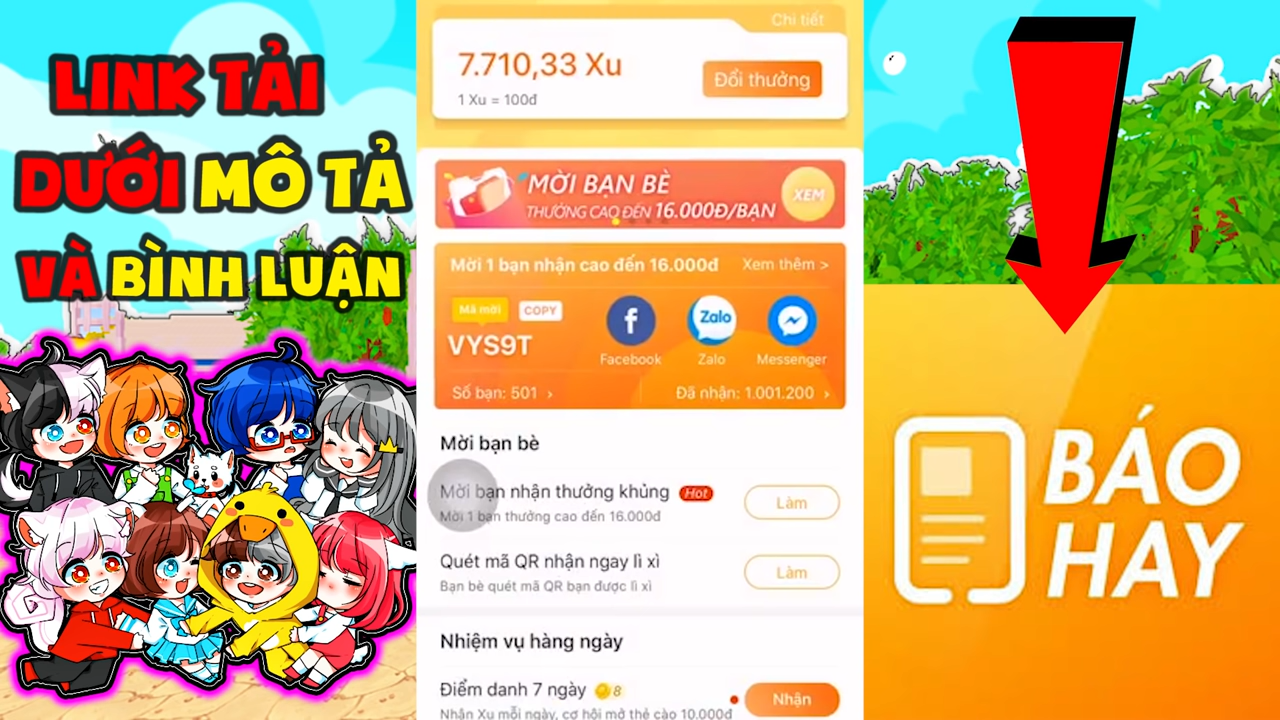 LINK TẢI
DƯỚI MÔ TẢ
VÀ BÌNH LUẬN
Chi tiết
7.710,33 Xu
Đổi thưởng
1 Xu = 100đ
MỜI BẠN BÈ
THƯỞNG CAO ĐẾN 16.000Đ/BẠN
XEM
Mời 1 bạn nhận cao đến 16.000đ
Xem thêm >
Mã mời
COPY
VYS9T
f
Facebook
Zalo
Zalo
Messenger
Số bạn: 501 >
Đã nhận: 1.001.200 >
Mời bạn bè
Mời bạn nhận thưởng khủng Hot
Mời 1 bạn thưởng cao đến 16.000đ
Làm
Quét mã QR nhận ngay lì xì
Bạn bè quét mã QR bạn được lì xì
Làm
Nhiệm vụ hàng ngày
Điểm danh 7 ngày 8
Nhận Xu mỗi ngày, cơ hội mở thẻ cào 10.000đ
Nhận
BÁO
HAY